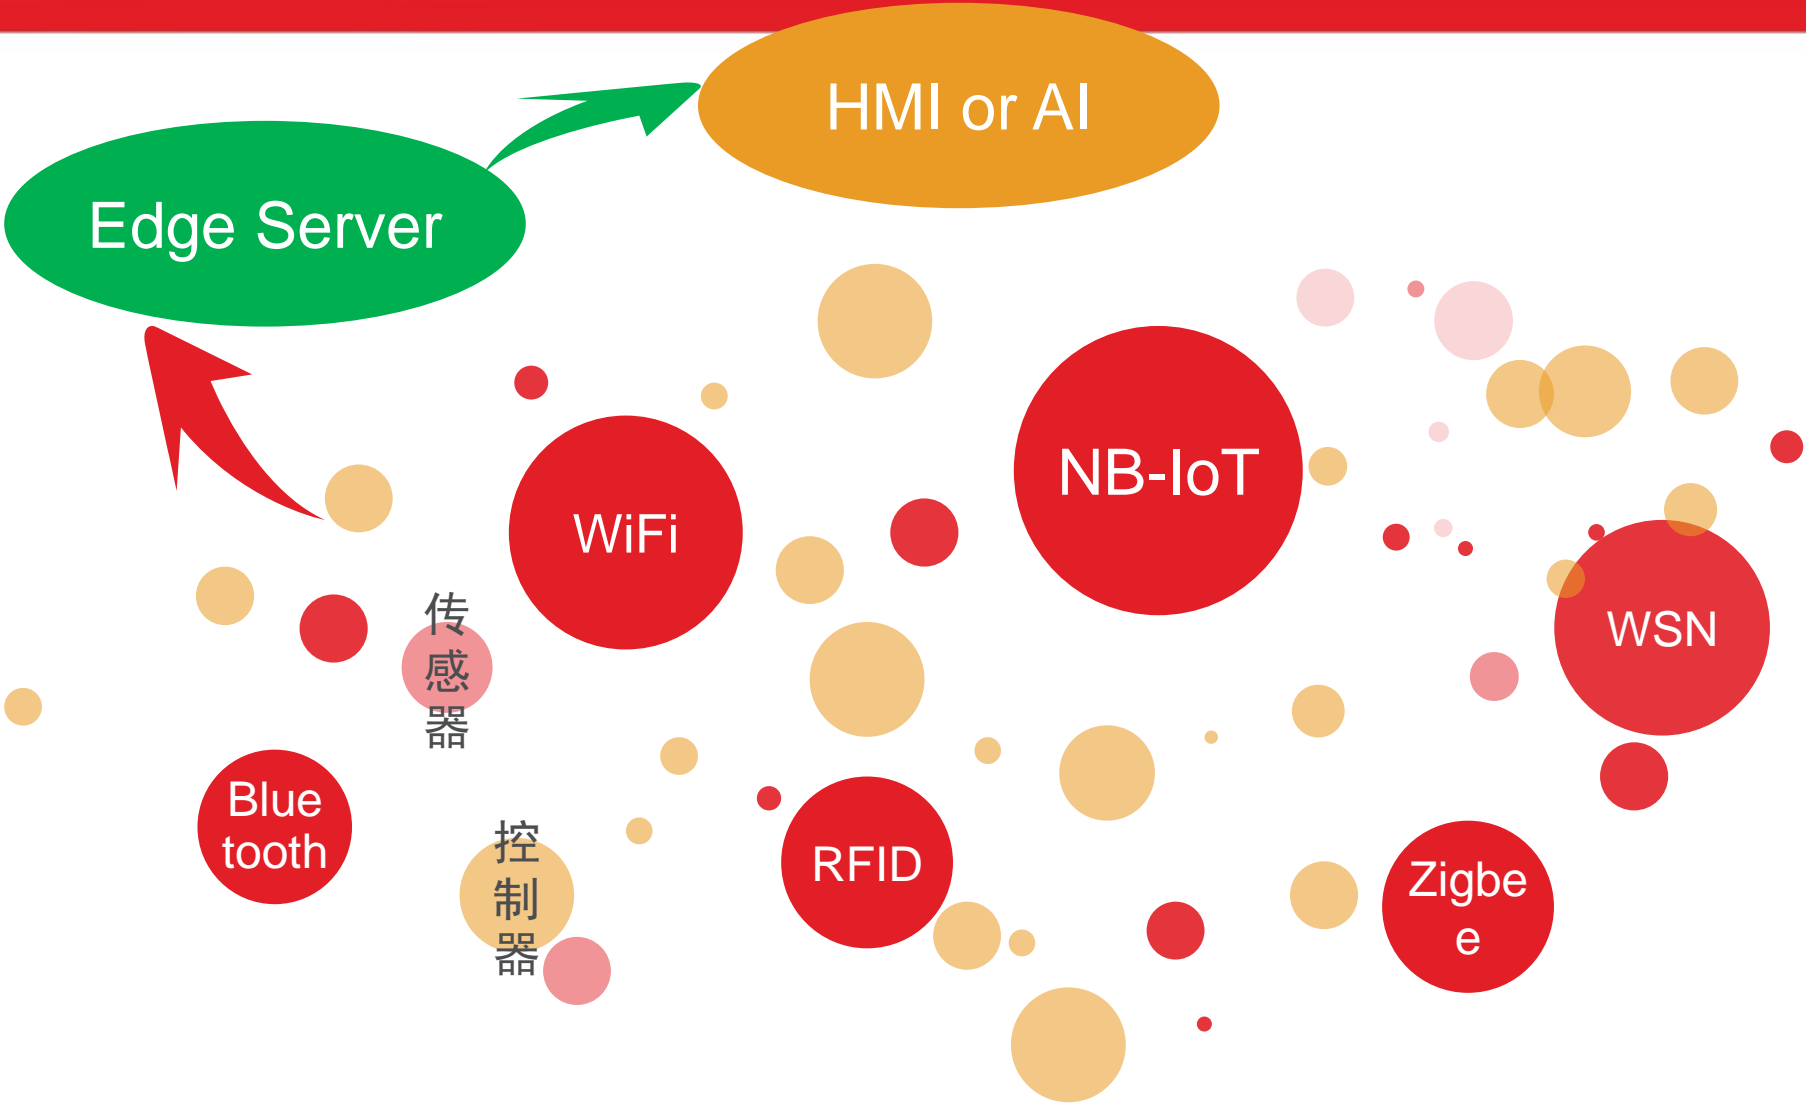 HMI or AI
Edge Server
NB-IoT
WiFi
传
感
器
WSN
Blue
tooth
控
制
器
RFID
Zigbe
e